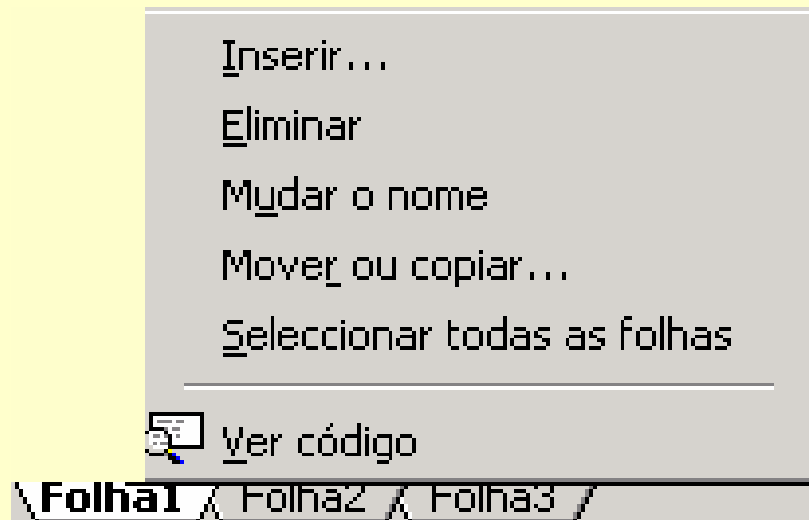 Inserir...
Eliminar
Mudar o nome
Mover ou copiar...
Seleccionar todas as folhas
Ver código
Folha1 Folha2 Folha3